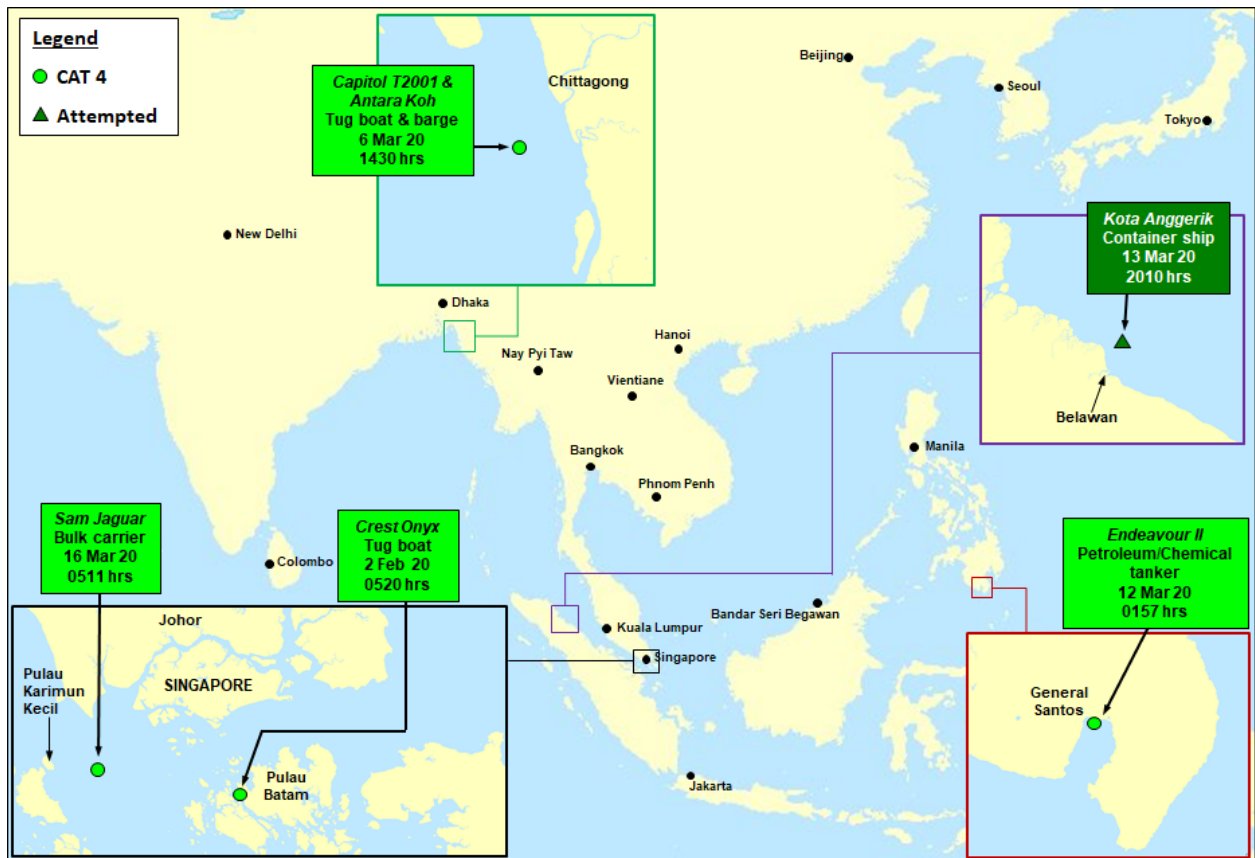 Legend
CAT 4
Attempted
Capitol T2001 &
Antara Koh
Tug boat & barge
6 Mar 20
1430 hrs
Chittagong
Beijing
Seoul
Tokyo
New Delhi
Kota Anggerik
Container ship
13 Mar 20
2010 hrs
Belawan
Dhaka
Nay Pyi Taw
Hanoi
Vientiane
Bangkok
Phnom Penh
Manila
Colombo
Bandar Seri Begawan
Kuala Lumpur
Singapore
Jakarta
Sam Jaguar
Bulk carrier
16 Mar 20
0511 hrs
Crest Onyx
Tug boat
2 Feb 20
0520 hrs
Endeavour II
Petroleum/Chemical
tanker
12 Mar 20
0157 hrs
Johor
SINGAPORE
Pulau
Karimun
Kecil
Pulau
Batam
General
Santos